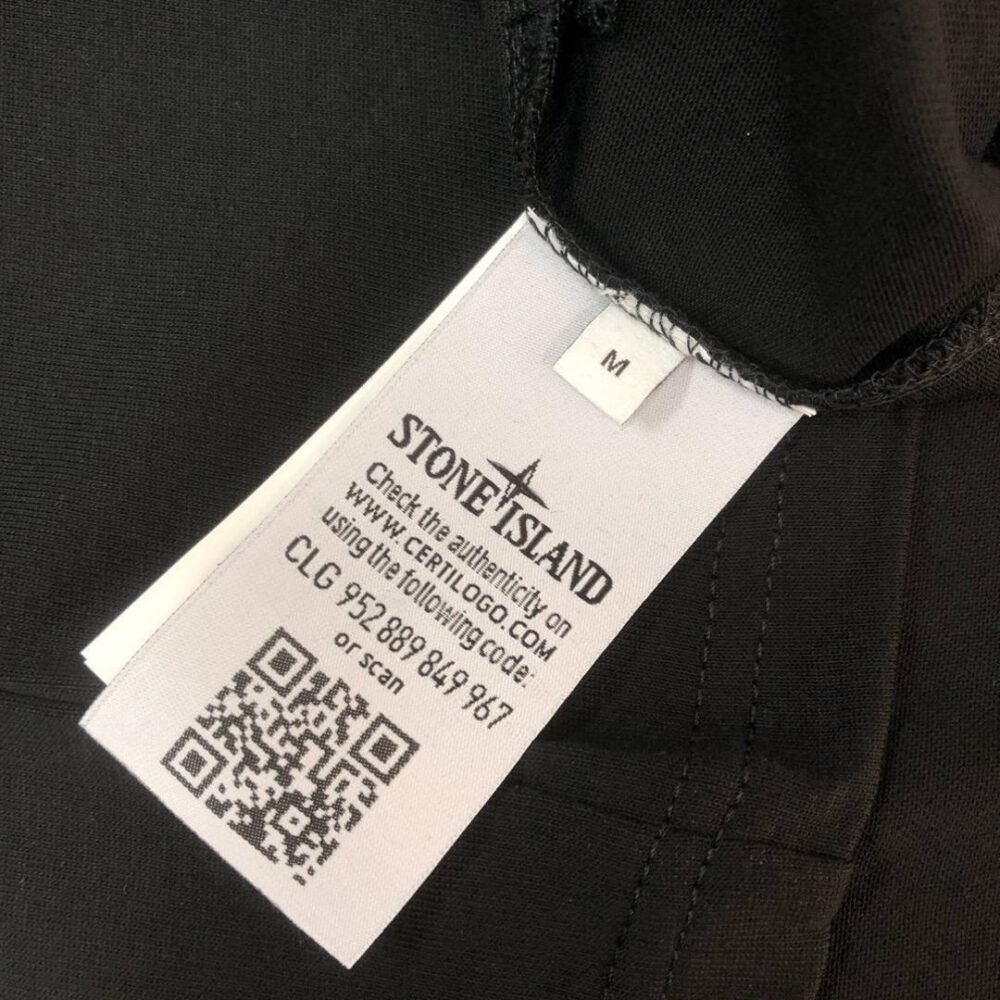 M
STONE ISLAND
Check the authenticity on
WWW.CERTILOGO.COM
using the following code:
CLG 952 889 849 967
or scan